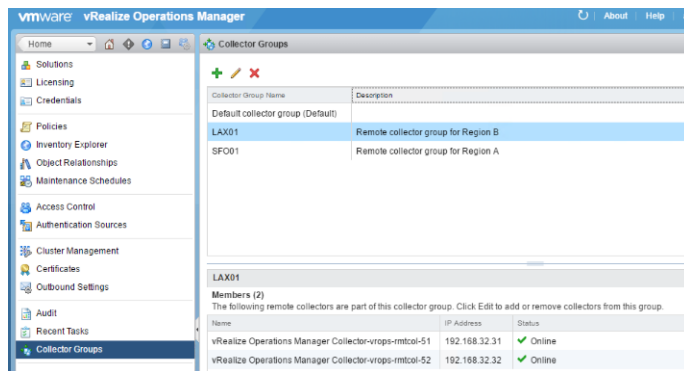 vmware vRealize Operations Manager
About Help
Home
Collector Groups
Solutions
Licensing
Credentials
Policies
Inventory Explorer
Object Relationships
Maintenance Schedules
Access Control
Authentication Sources
Cluster Management
Certificates
Outbound Settings
Audit
Recent Tasks
Collector Groups
Collector Group Name Description
Default collector group (Default)
LAX01 Remote collector group for Region B
SFO01 Remote collector group for Region A
LAX01
Members (2)
The following remote collectors are part of this collector group. Click Edit to add or remove collectors from this group.
Name IP Address Status
vRealize Operations Manager Collector-vrops-rmtcol-51 192.168.32.31 Online
vRealize Operations Manager Collector-vrops-rmtcol-52 192.168.32.32 Online